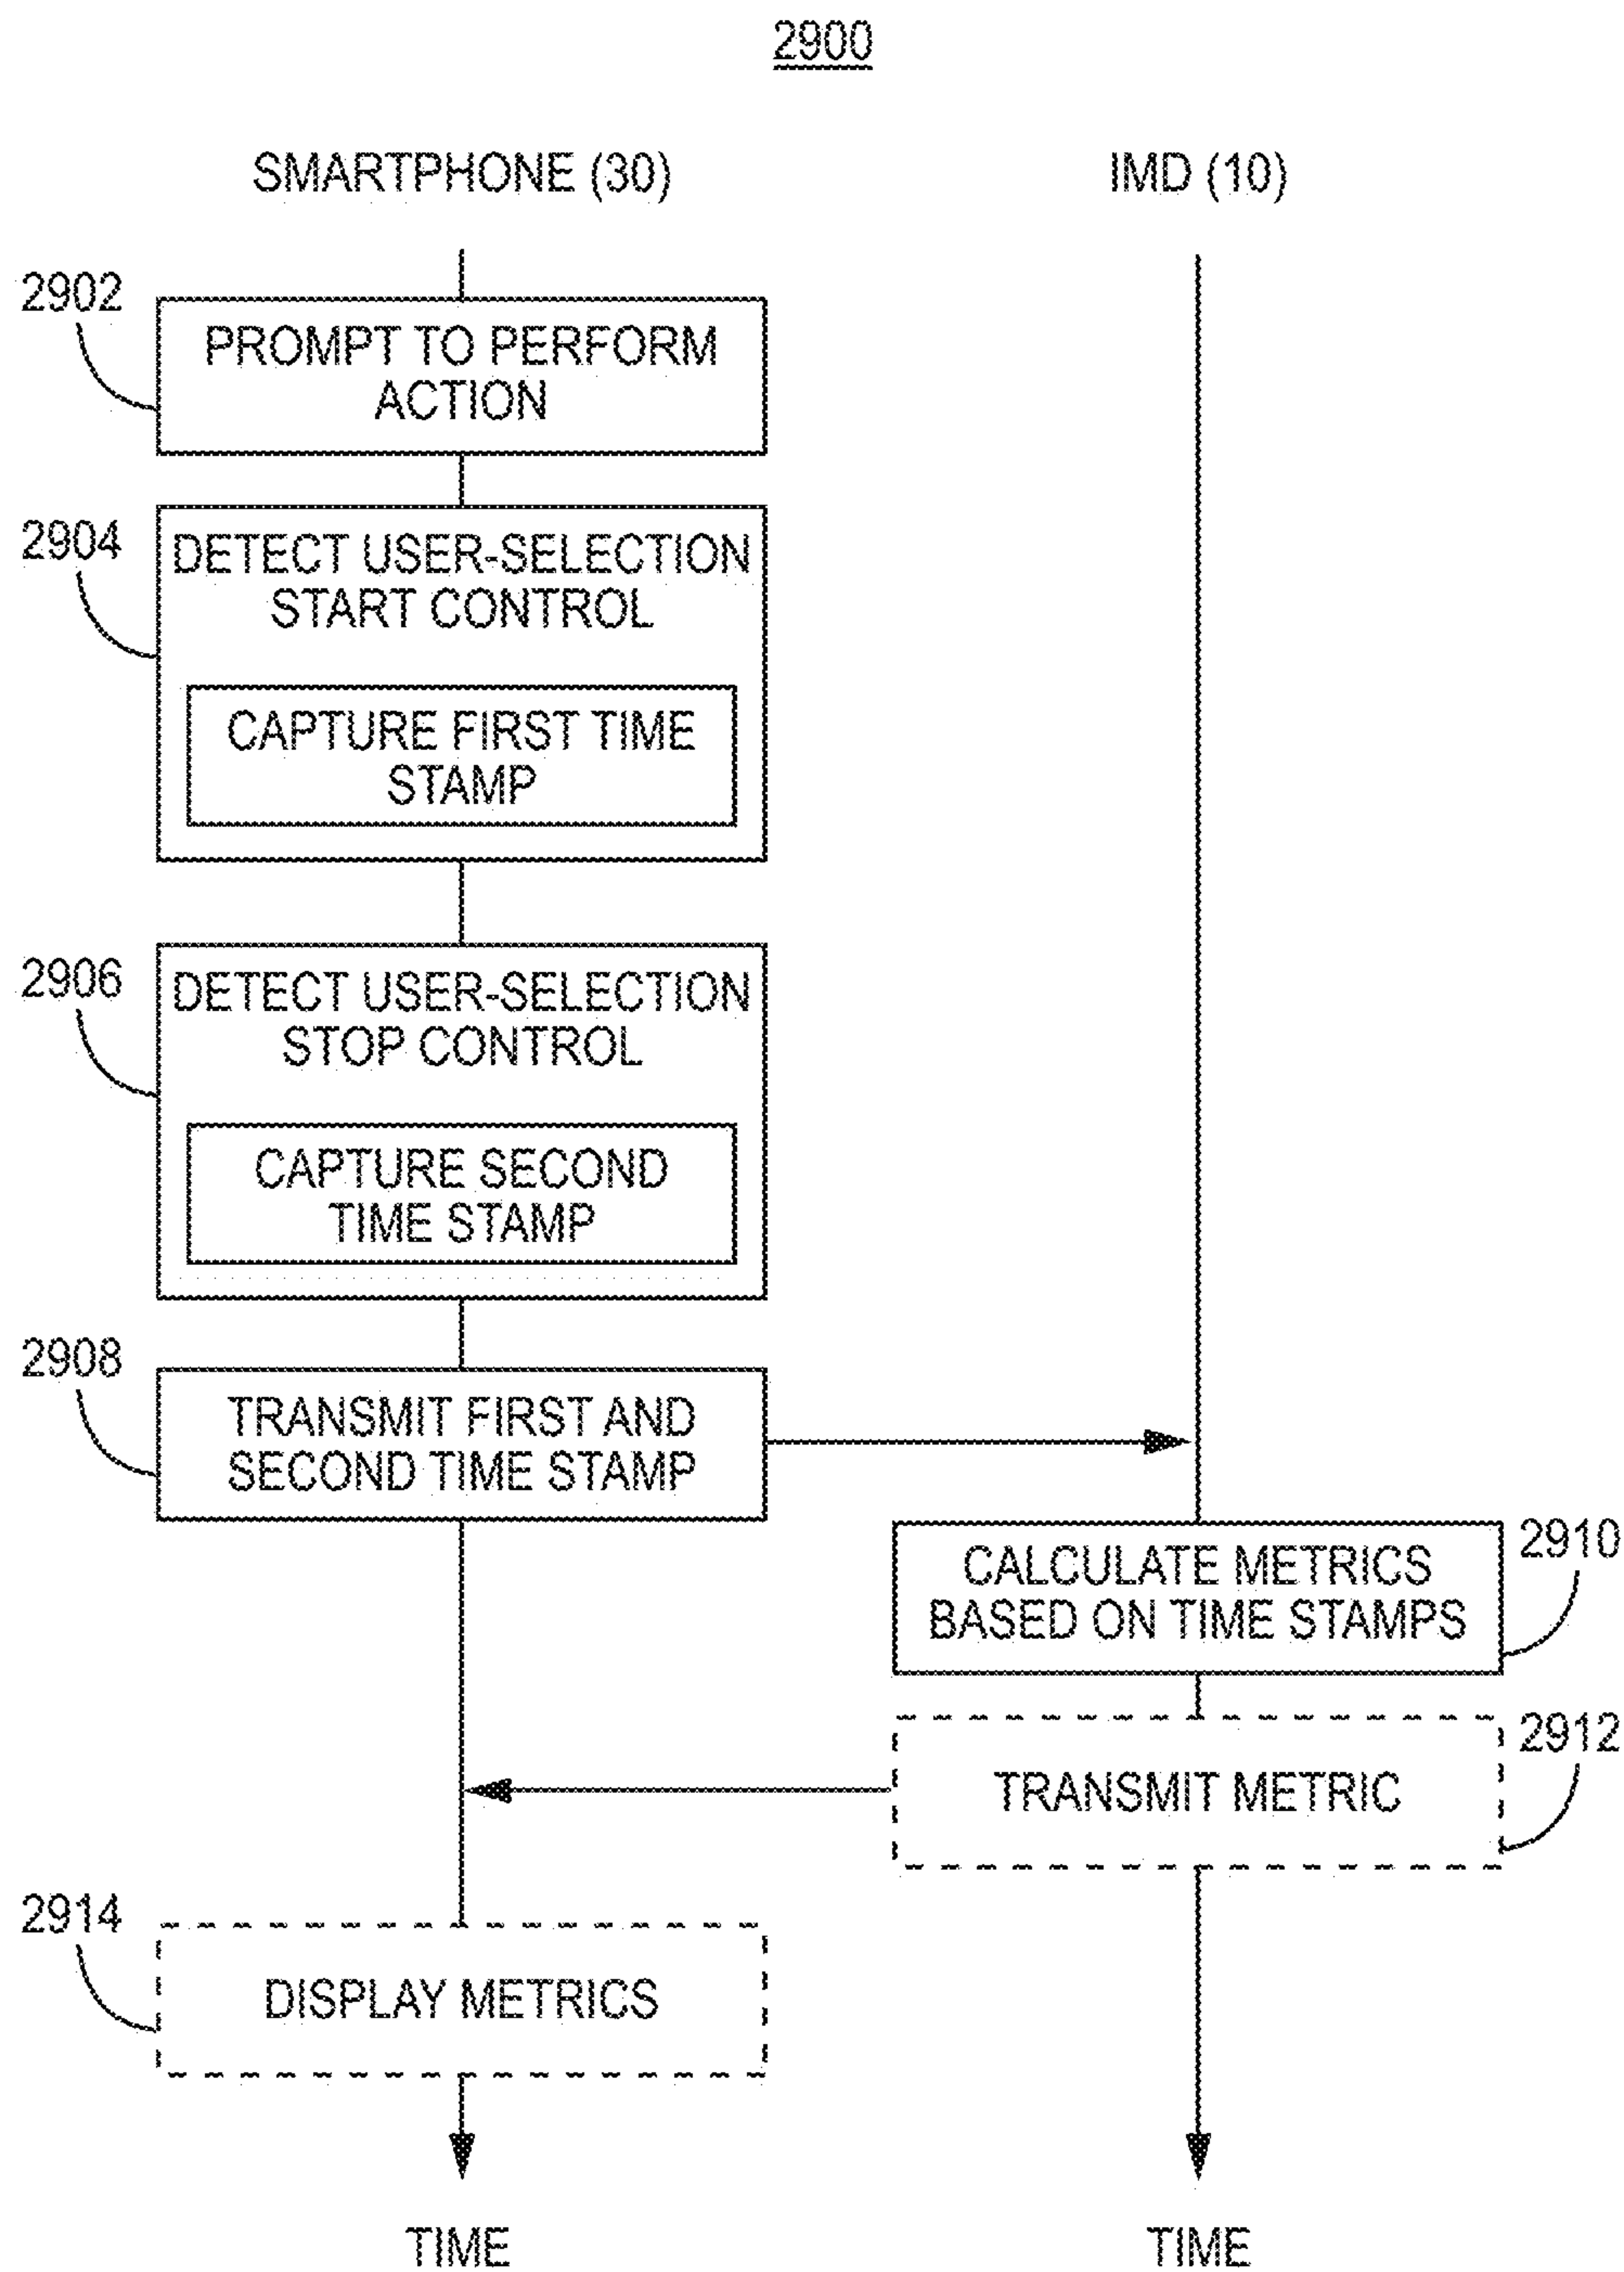 2900
SMARTPHONE (30)
IMD (10)
2902
PROMPT TO PERFORM
ACTION
2904
DETECT USER-SELECTION
START CONTROL
CAPTURE FIRST TIME
STAMP
2906
DETECT USER-SELECTION
STOP CONTROL
CAPTURE SECOND
TIME STAMP
2908
TRANSMIT FIRST AND
SECOND TIME STAMP
2910
CALCULATE METRICS
BASED ON TIME STAMPS
2912
TRANSMIT METRIC
2914
DISPLAY METRICS
TIME
TIME